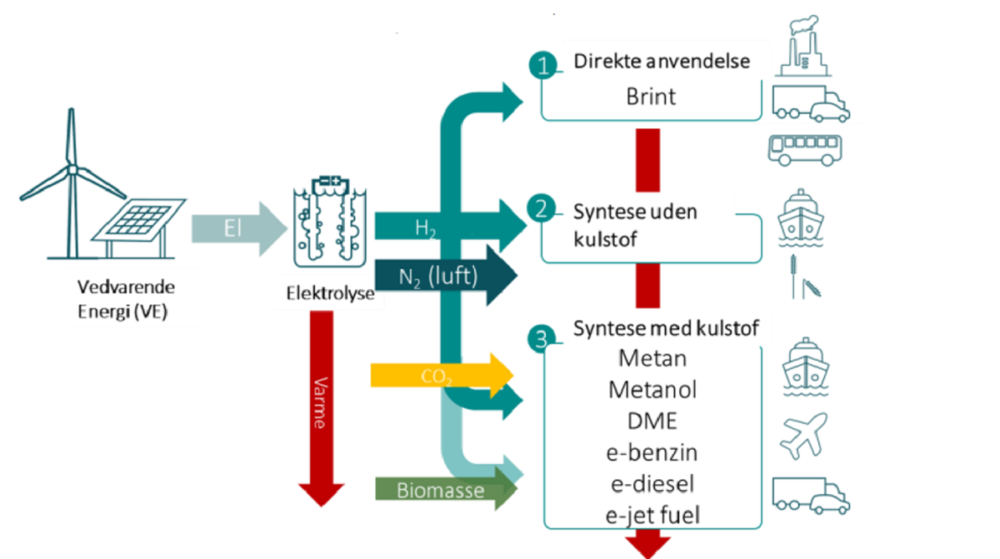 1
Direkte anvendelse
Brint
2
Syntese uden
kulstof
El
H₂
N₂ (luft)
Vedvarende
Energi (VE)
Elektrolyse
3
Syntese med kulstof
Metan
Metanol
DME
e-benzin
e-diesel
e-jet fuel
CO₂
Varme
Biomasse